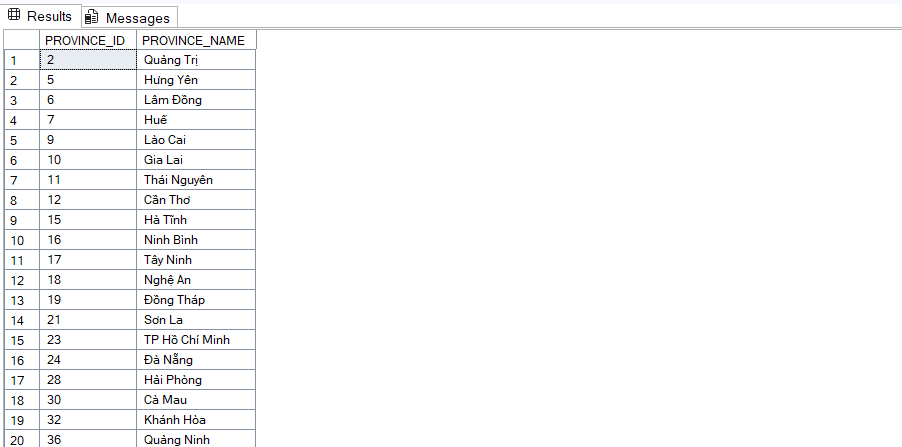 Results Messages
PROVINCE_ID PROVINCE_NAME
1 2 Quảng Trị
2 5 Hưng Yên
3 6 Lâm Đồng
4 7 Huế
5 9 Lào Cai
6 10 Gia Lai
7 11 Thái Nguyên
8 12 Cần Thơ
9 15 Hà Tĩnh
10 16 Ninh Bình
11 17 Tây Ninh
12 18 Nghệ An
13 19 Đồng Tháp
14 21 Sơn La
15 23 TP Hồ Chí Minh
16 24 Đà Nẵng
17 28 Hải Phòng
18 30 Cà Mau
19 32 Khánh Hòa
20 36 Quảng Ninh